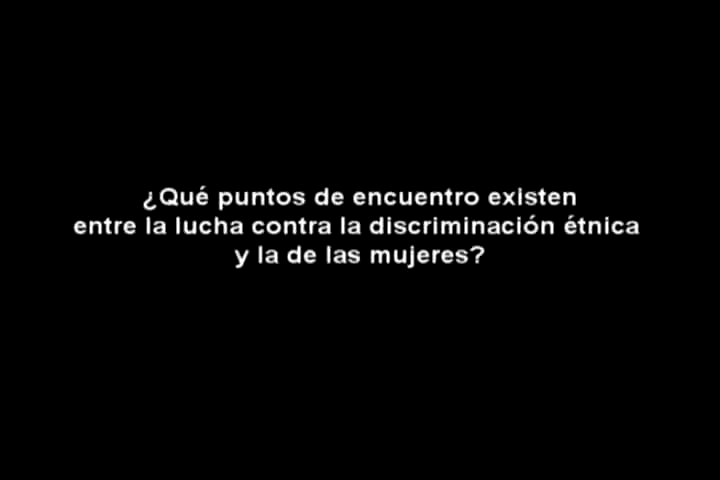 ¿Qué puntos de encuentro existen
entre la lucha contra la discriminación étnica
y la de las mujeres?